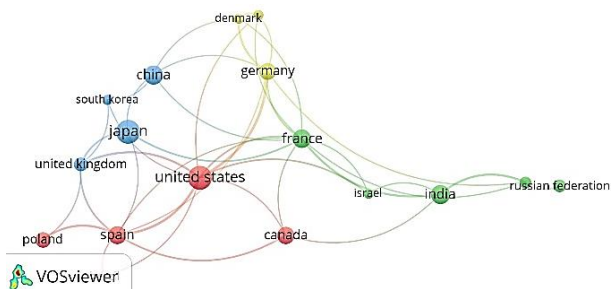 denmark
germany
china
south korea
japan
france
united kingdom
united states
israel
india
russian federation
poland
spain
canada
VOSviewer